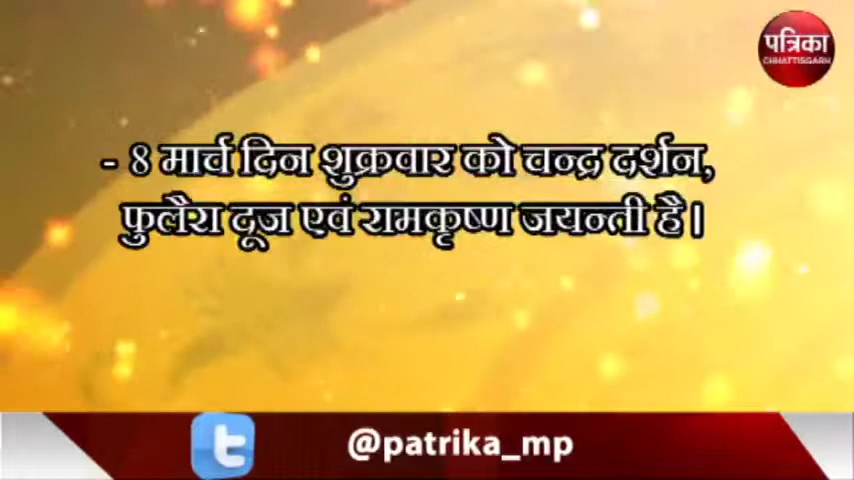 पत्रिका
CHHATTISGARH
- 8 मार्च दिन शुक्रवार को चन्द्र दर्शन,
फुलैरा दूज एवं रामकृष्ण जयन्ती है।
@patrika_mp